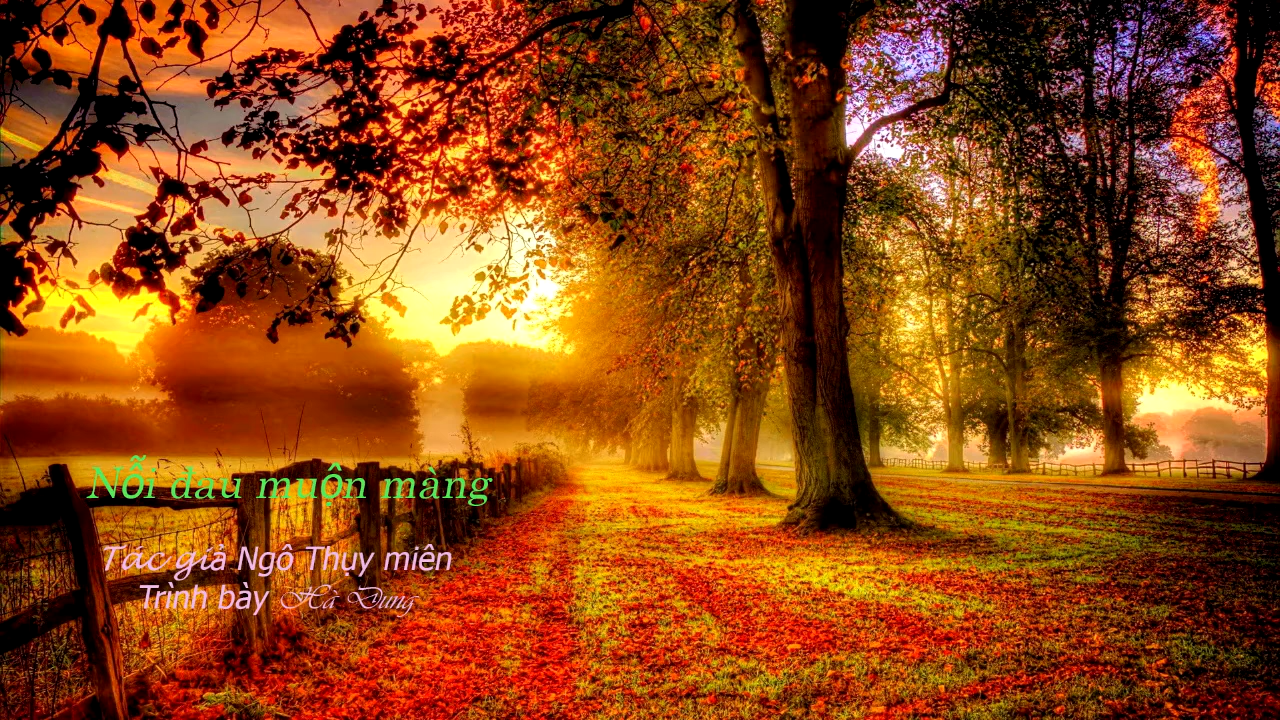 Nỗi đau muộn màng
Tác giả Ngô Thụy miên
Trình bày Hà Dung